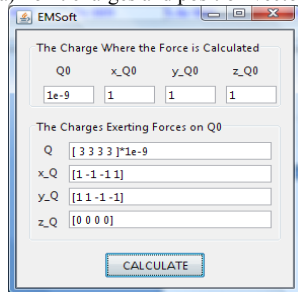 EMSoft
The Charge Where the Force is Calculated
Q0 x_Q0 y_Q0 z_Q0
1e-9 1 1 1
The Charges Exerting Forces on Q0
Q [ 3 3 3 3 ]*1e-9
x_Q [1 -1 -1 1]
y_Q [1 1 -1 -1]
z_Q [0 0 0 0]
CALCULATE